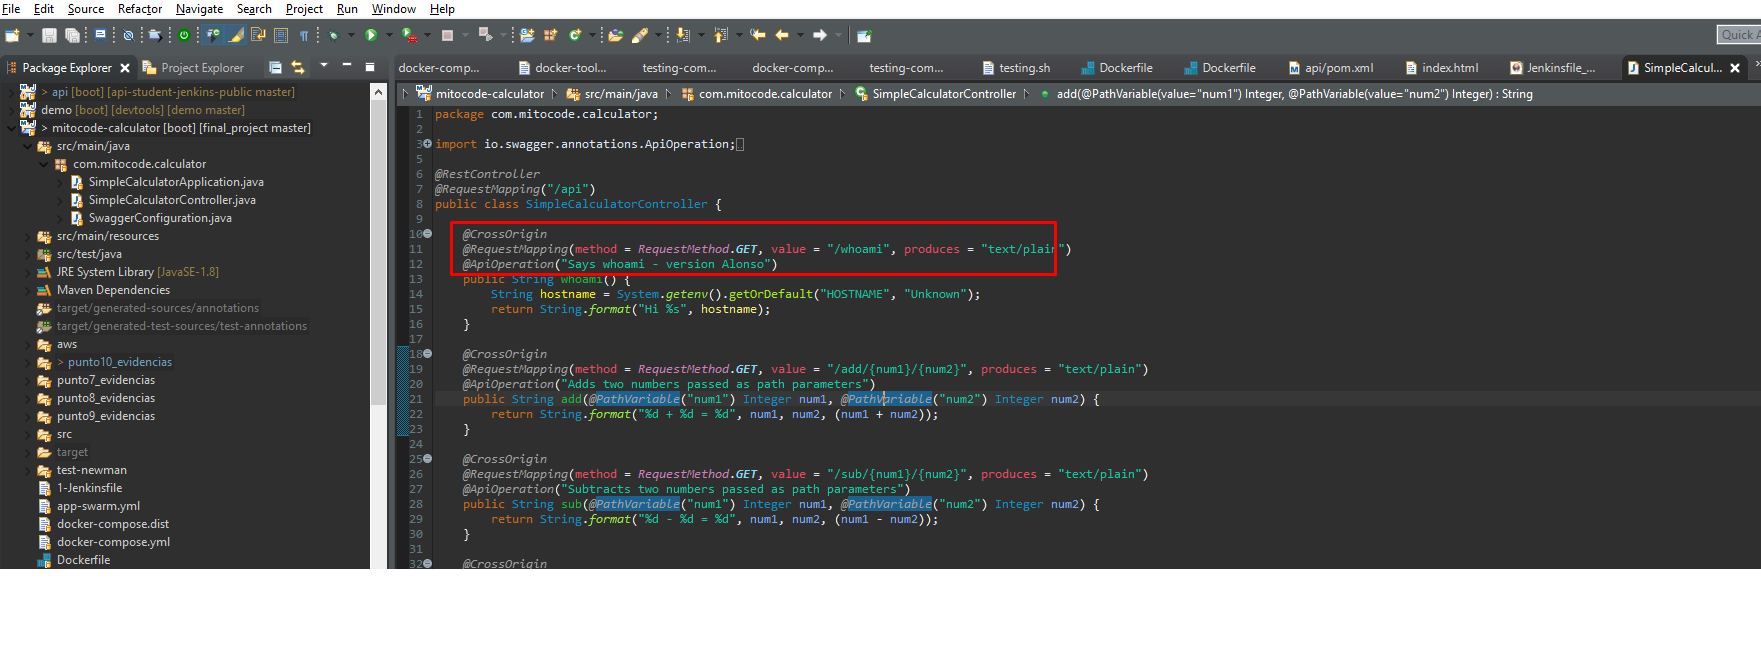 File Edit Source Refactor Navigate Search Project Run Window Help
Quick A
Package Explorer Project Explorer
docker-comp... docker-tool... testing-com... docker-comp... testing-com... testing.sh Dockerfile Dockerfile api/pom.xml index.html Jenkinsfile_... SimpleCalcul...
> api [boot] [api-student-jenkins-public master]
demo [boot] [devtools] [demo master]
> mitocode-calculator [boot] [final_project master]
src/main/java
com.mitocode.calculator
SimpleCalculatorApplication.java
SimpleCalculatorController.java
SwaggerConfiguration.java
src/main/resources
src/test/java
JRE System Library [JavaSE-1.8]
Maven Dependencies
target/generated-sources/annotations
target/generated-test-sources/test-annotations
aws
> punto10_evidencias
punto7_evidencias
punto8_evidencias
punto9_evidencias
src
target
test-newman
1-Jenkinsfile
app-swarm.yml
docker-compose.dist
docker-compose.yml
Dockerfile
mitocode-calculator src/main/java com.mitocode.calculator SimpleCalculatorController add(@PathVariable(value="num1") Integer, @PathVariable(value="num2") Integer) : String
1 package com.mitocode.calculator;
2
3 import io.swagger.annotations.ApiOperation;
5
6 @RestController
7 @RequestMapping("/api")
8 public class SimpleCalculatorController {
9
10 @CrossOrigin
11 @RequestMapping(method = RequestMethod.GET, value = "/whoami", produces = "text/plain")
12 @ApiOperation("Says whoami - version Alonso")
13 public String whoami() {
14 String hostname = System.getenv().getOrDefault("HOSTNAME", "Unknown");
15 return String.format("Hi %s", hostname);
16 }
17
18 @CrossOrigin
19 @RequestMapping(method = RequestMethod.GET, value = "/add/{num1}/{num2}", produces = "text/plain")
20 @ApiOperation("Adds two numbers passed as path parameters")
21 public String add(@PathVariable("num1") Integer num1, @PathVariable("num2") Integer num2) {
22 return String.format("%d + %d = %d", num1, num2, (num1 + num2));
23 }
24
25 @CrossOrigin
26 @RequestMapping(method = RequestMethod.GET, value = "/sub/{num1}/{num2}", produces = "text/plain")
27 @ApiOperation("Subtracts two numbers passed as path parameters")
28 public String sub(@PathVariable("num1") Integer num1, @PathVariable("num2") Integer num2) {
29 return String.format("%d - %d = %d", num1, num2, (num1 - num2));
30 }
31
32 @CrossOrigin